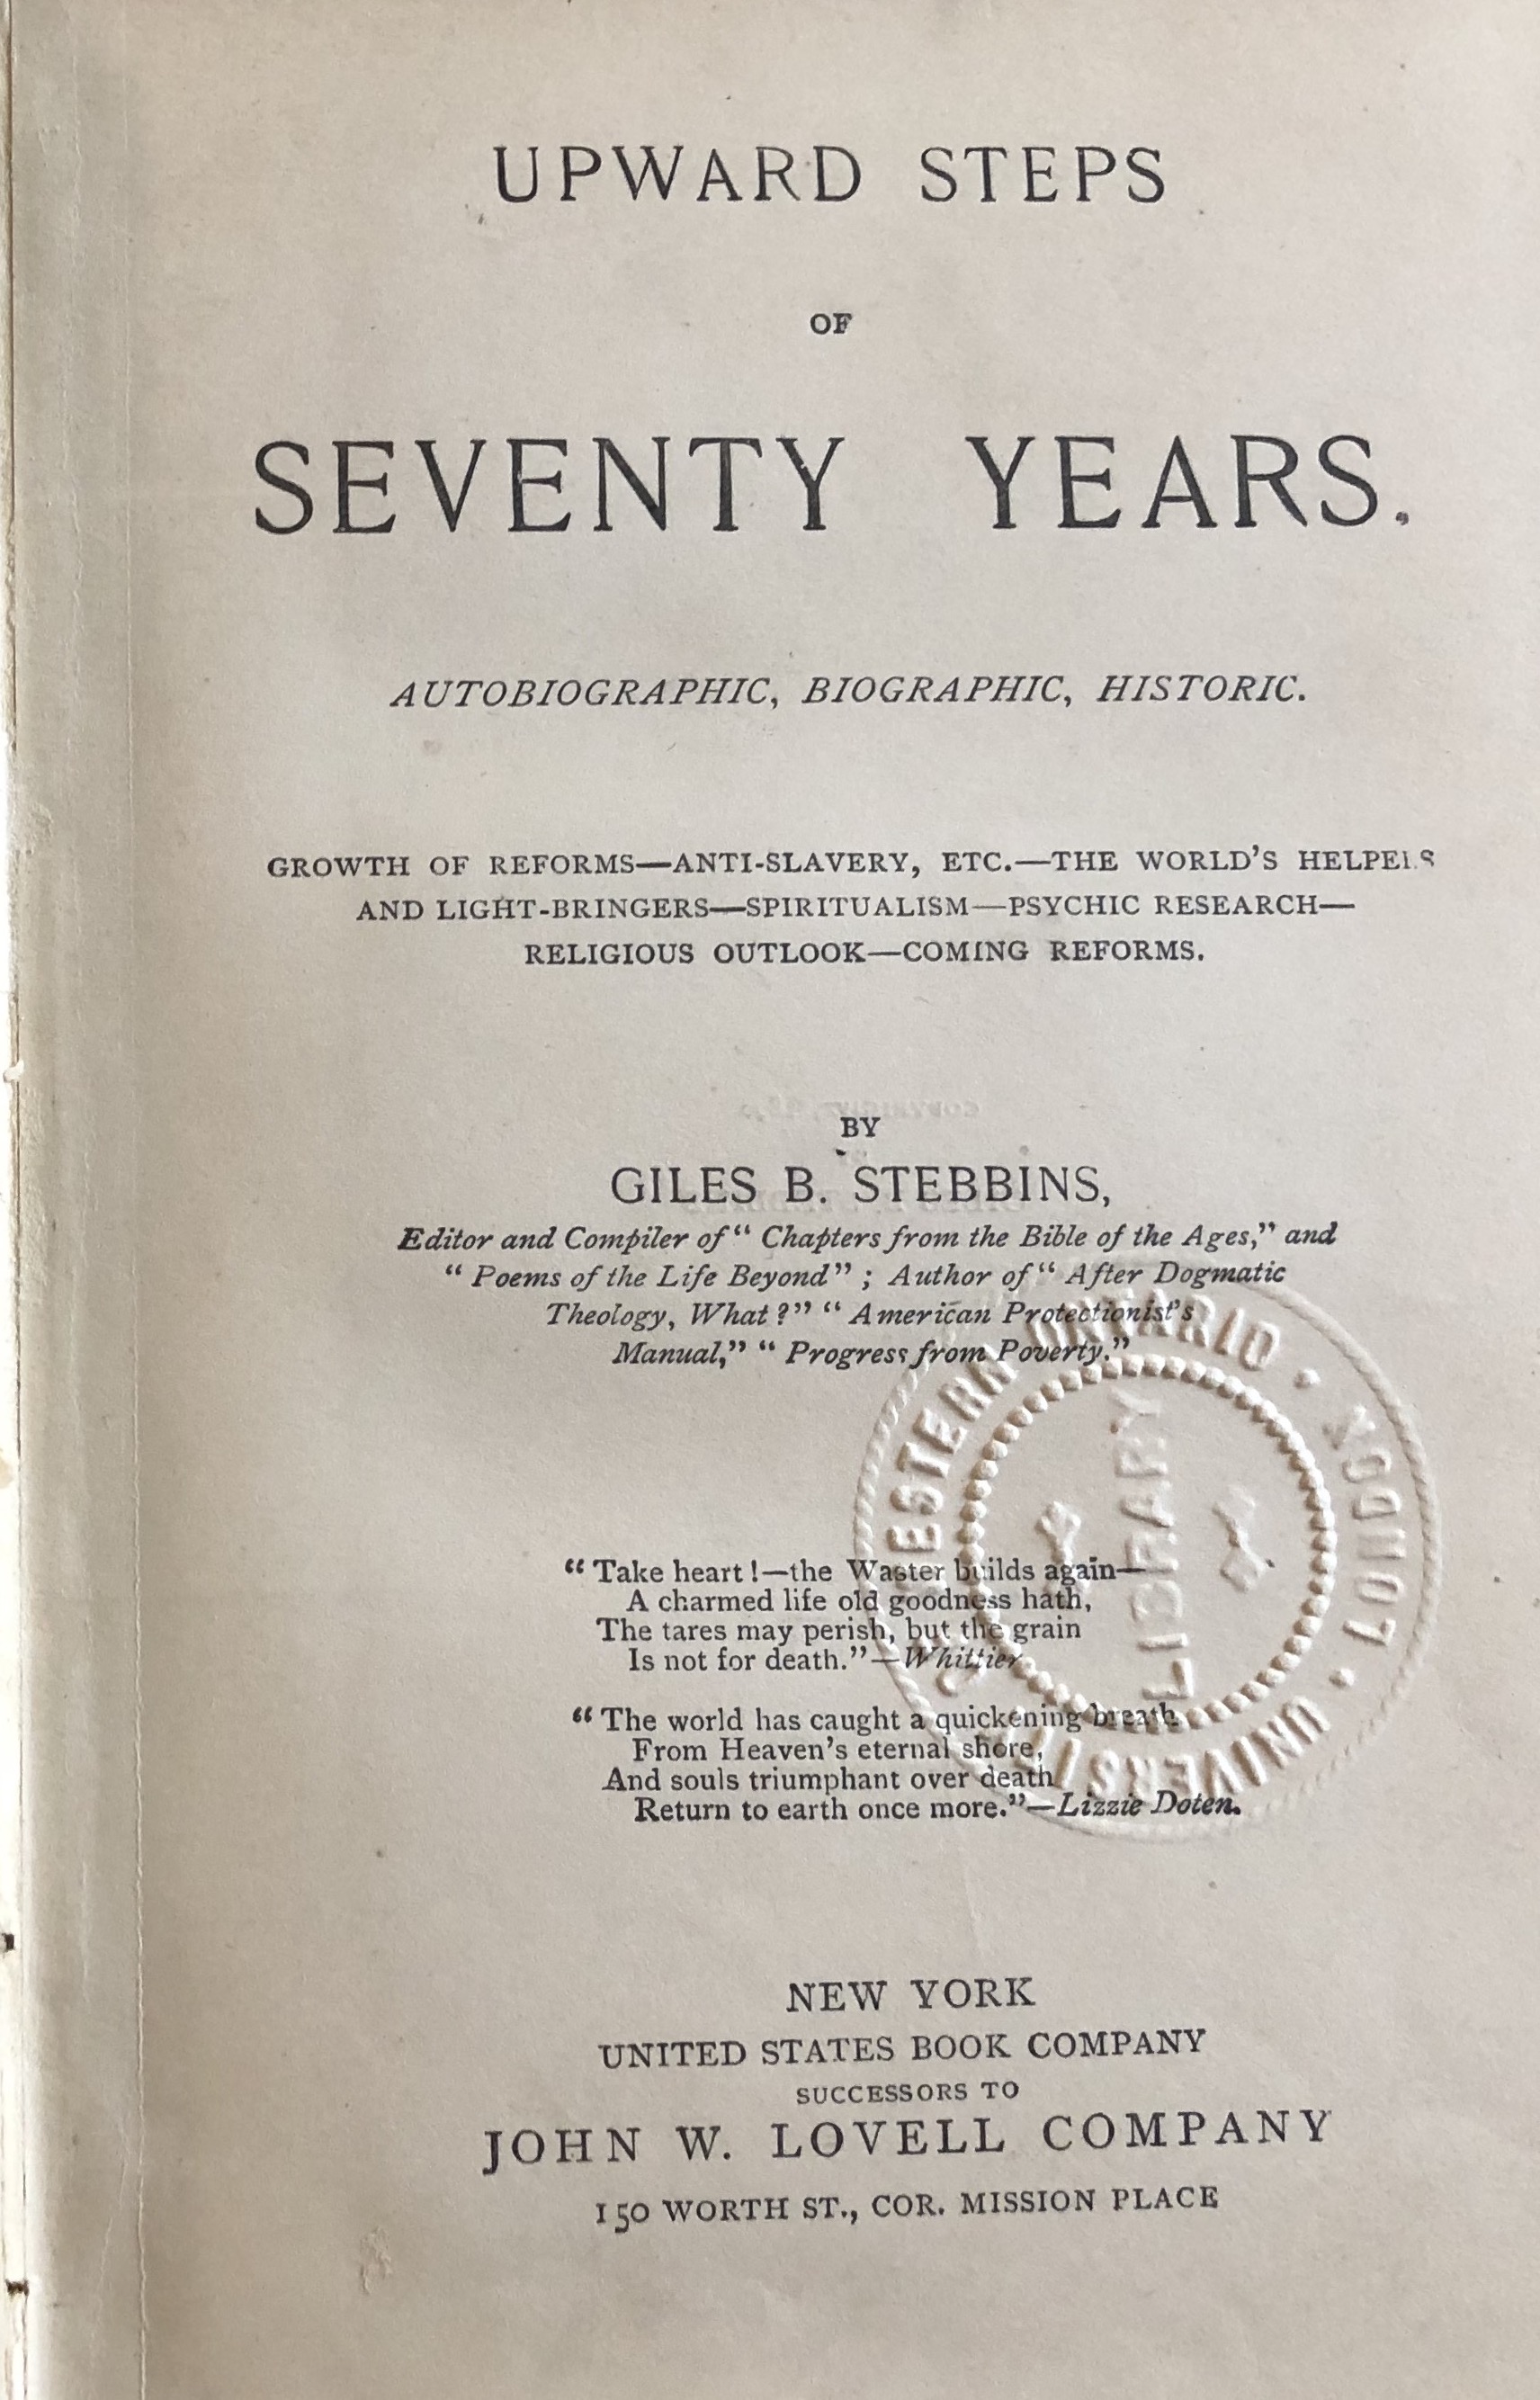 UPWARD STEPS
OF
SEVENTY YEARS.
AUTOBIOGRAPHIC, BIOGRAPHIC, HISTORIC.
GROWTH OF REFORMS—ANTI-SLAVERY, ETC.—THE WORLD'S HELPERS
AND LIGHT-BRINGERS—SPIRITUALISM—PSYCHIC RESEARCH—
RELIGIOUS OUTLOOK—COMING REFORMS.
BY
GILES B. STEBBINS,
Editor and Compiler of “ Chapters from the Bible of the Ages,” and
“ Poems of the Life Beyond” ; Author of “ After Dogmatic
Theology, What ?” “ American Protectionist's
Manual,” “ Progress from Poverty.”
“ Take heart !—the Waster builds again—
A charmed life old goodness hath,
The tares may perish, but the grain
Is not for death.”—Whittier
“ The world has caught a quickening breath
From Heaven's eternal shore,
And souls triumphant over death
Return to earth once more.”—Lizzie Doten.
UNIVERSITY OF WESTERN ONTARIO · LONDON ·
LIBRARY
NEW YORK
UNITED STATES BOOK COMPANY
SUCCESSORS TO
JOHN W. LOVELL COMPANY
150 WORTH ST., COR. MISSION PLACE